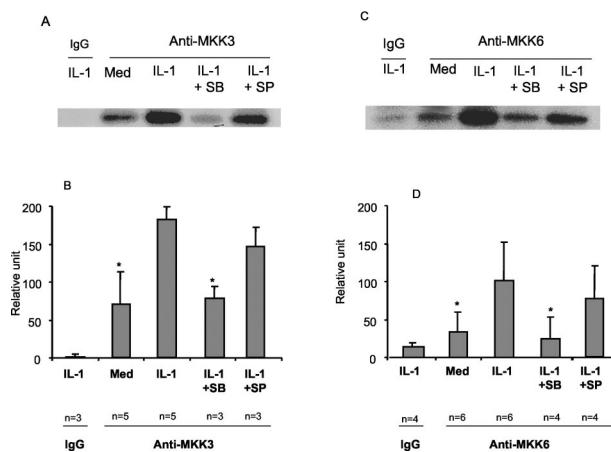 A
IgG Anti-MKK3
IL-1 Med IL-1 IL-1 IL-1
+ SB + SP
B
Relative unit
200
150
100
50
0
* *
IL-1 Med IL-1 IL-1 IL-1
+SB +SP
n=3 n=5 n=5 n=3 n=3
IgG Anti-MKK3
C
IgG Anti-MKK6
IL-1 Med IL-1 IL-1 IL-1
+ SB + SP
D
Relative unit
200
150
100
50
0
* *
IL-1 Med IL-1 IL-1 IL-1
+SB +SP
n=4 n=6 n=6 n=4 n=4
IgG Anti-MKK6